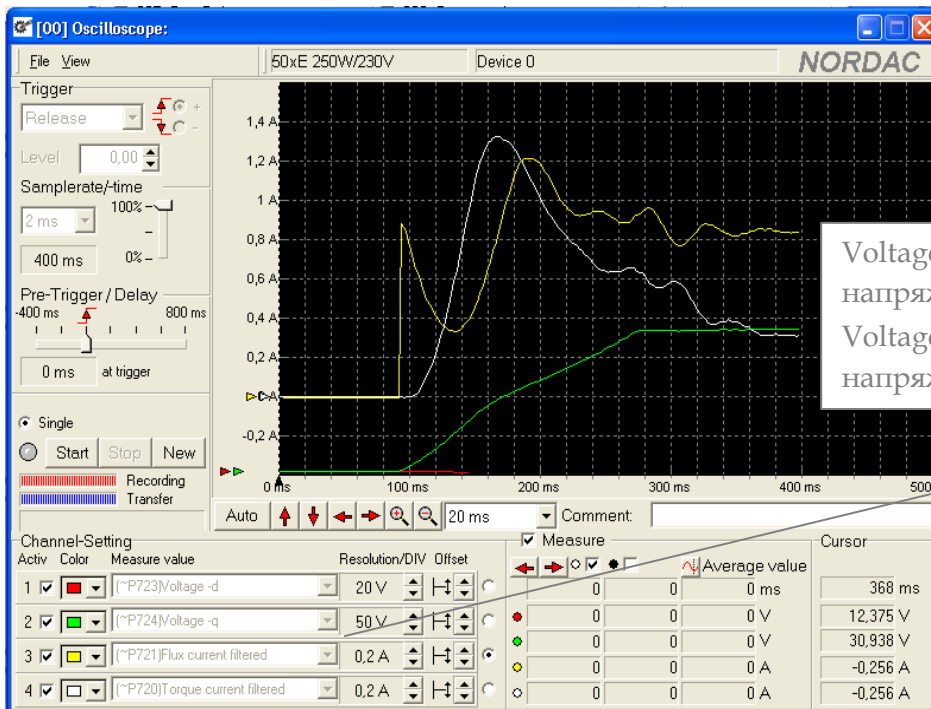 [00] Oscilloscope:
File View 50xE 250W/230V Device 0 NORDAC
Trigger
Release + -
Level 0,00
Samplerate/-time
2 ms 100%
400 ms 0%
Pre-Trigger / Delay
-400 ms 800 ms
0 ms at trigger
Single
Start Stop New
Recording
Transfer
1,4 A
1,2 A
1 A
0,8 A
0,6 A
0,4 A
0,2 A
-0,2 A
0 ms 100 ms 200 ms 300 ms 400 ms 500
Voltage
напряж
Voltage
напряж
Auto 20 ms Comment:
Channel-Setting
Activ Color Measure value Resolution/DIV Offset
1 (~P723)Voltage -d 20 V
2 (~P724)Voltage -q 50 V
3 (~P721)Flux current filtered 0,2 A
4 (~P720)Torque current filtered 0,2 A
Measure
Average value
0 0 0 ms
0 0 0 V
0 0 0 V
0 0 0 A
0 0 0 A
Cursor
368 ms
12,375 V
30,938 V
-0,256 A
-0,256 A